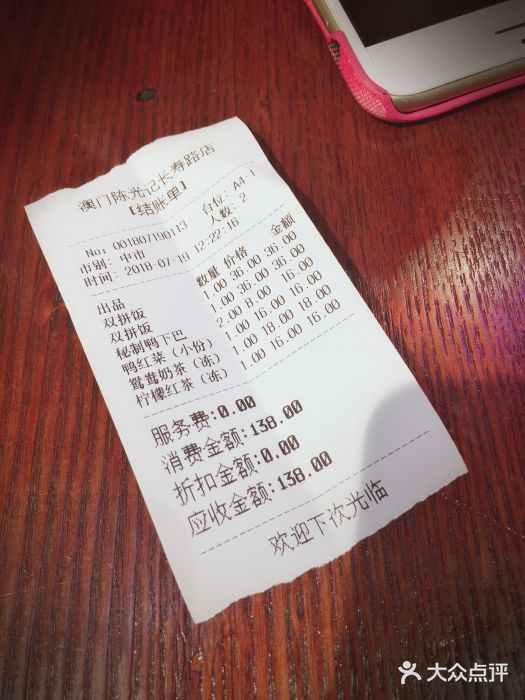 澳门陈光记长寿路店
【结帐单】
No: 001807190113 台位: A4-1
市别: 中市 人数: 2
时间: 2018-07-19 12:22:16
出品 数量 价格 金额
双拼饭 1.00 36.00 36.00
双拼饭 1.00 36.00 36.00
秘制鸭下巴 2.00 8.00 16.00
鸭红菜（小份） 1.00 16.00 16.00
鸳鸯奶茶（冻） 1.00 18.00 18.00
柠檬红茶（冻） 1.00 16.00 16.00
服务费:0.00
消费金额:138.00
折扣金额:0.00
应收金额:138.00
欢迎下次光临
大众点评